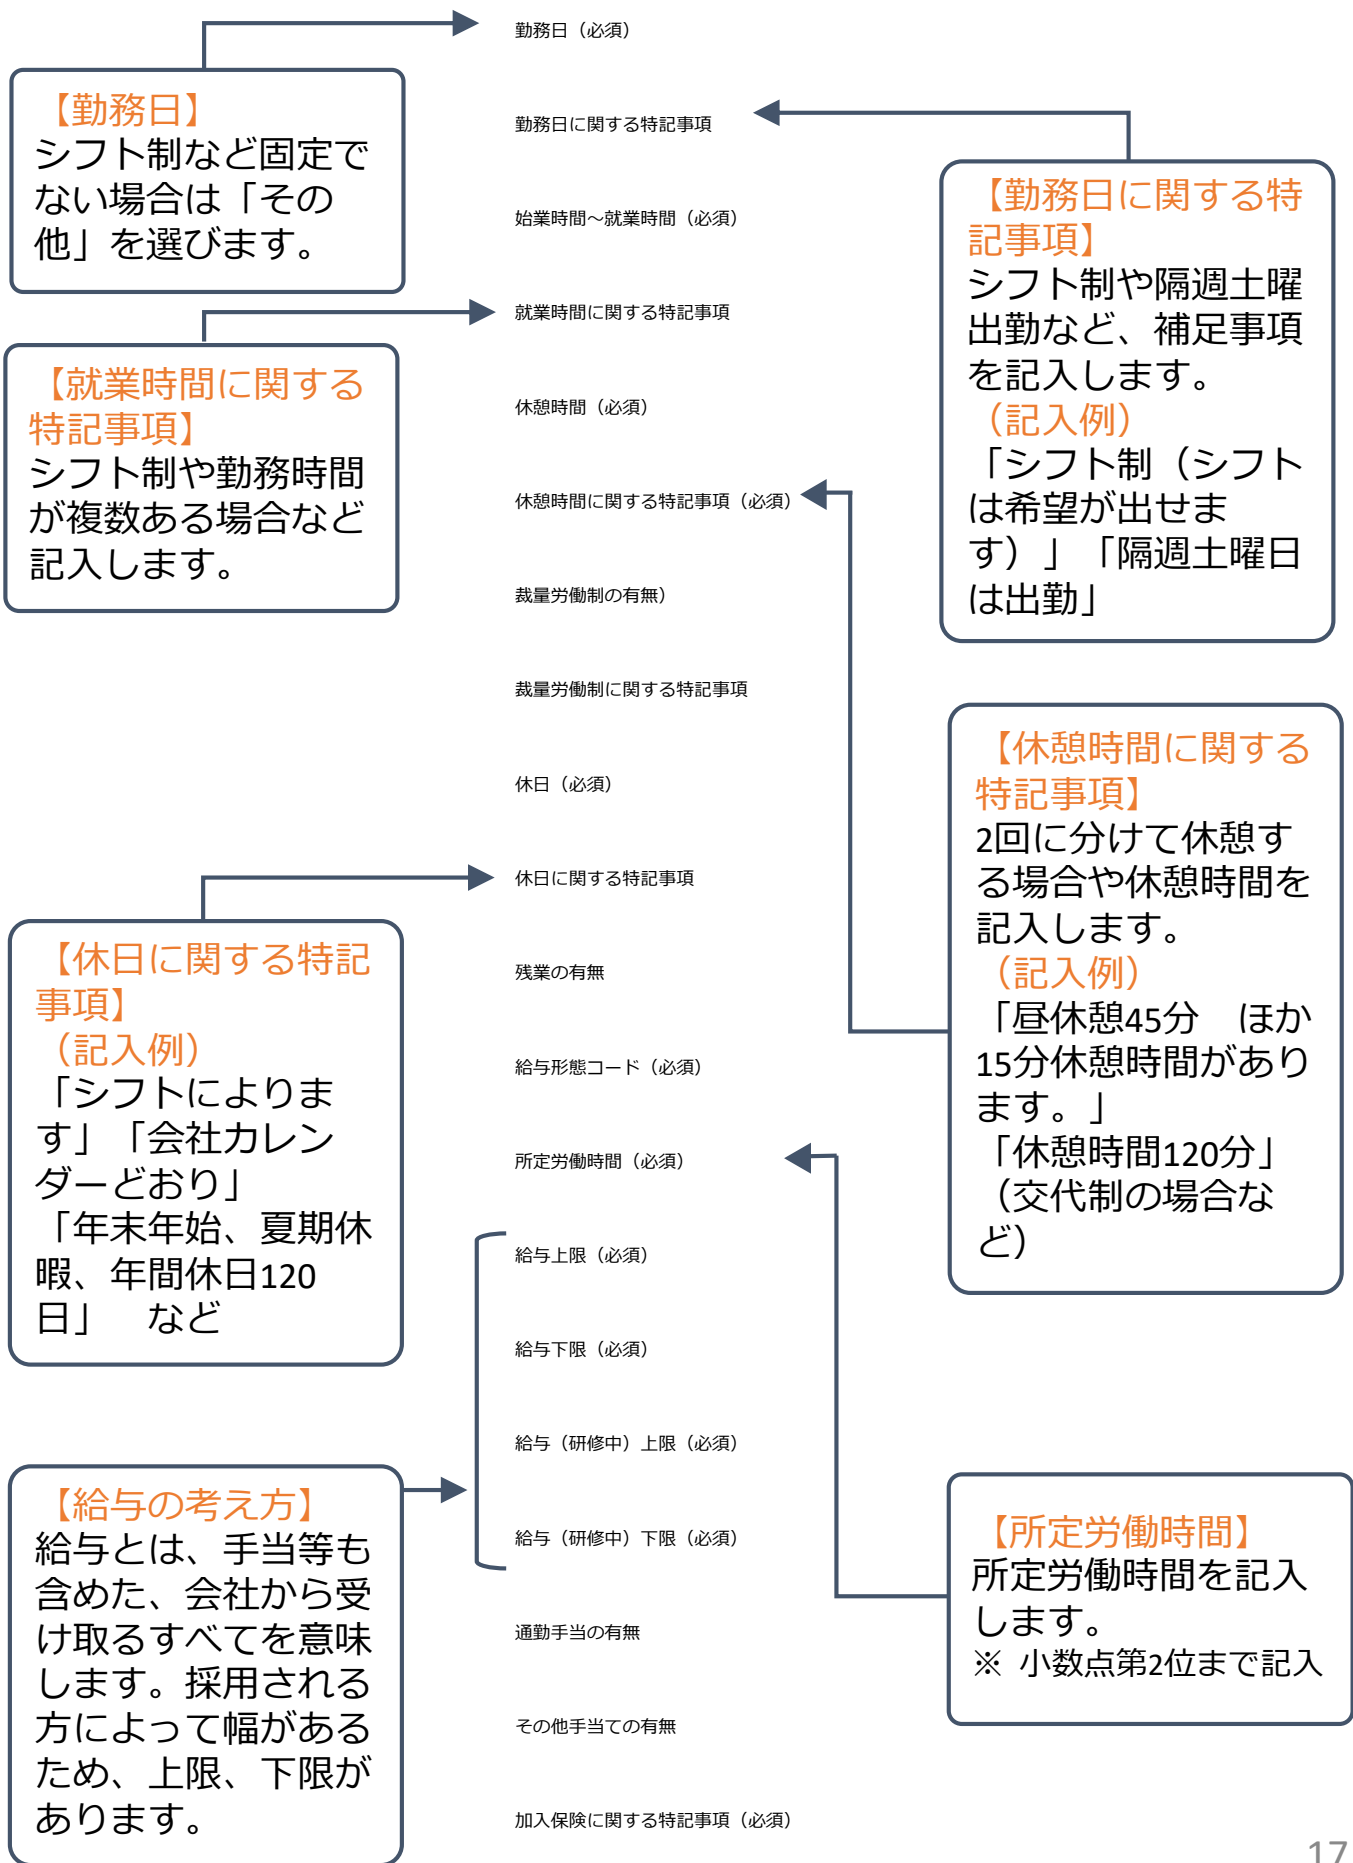 勤務日（必須）
勤務日に関する特記事項
始業時間～就業時間（必須）
就業時間に関する特記事項
休憩時間（必須）
休憩時間に関する特記事項（必須）
裁量労働制の有無）
裁量労働制に関する特記事項
休日（必須）
休日に関する特記事項
残業の有無
給与形態コード（必須）
所定労働時間（必須）
給与上限（必須）
給与下限（必須）
給与（研修中）上限（必須）
給与（研修中）下限（必須）
通勤手当の有無
その他手当ての有無
加入保険に関する特記事項（必須）
【勤務日】
シフト制など固定で
ない場合は「その
他」を選びます。
【就業時間に関する
特記事項】
シフト制や勤務時間
が複数ある場合など
記入します。
【休日に関する特記
事項】
（記入例）
「シフトによりま
す」「会社カレン
ダーどおり」
「年末年始、夏期休
暇、年間休日120
日」　など
【給与の考え方】
給与とは、手当等も
含めた、会社から受
け取るすべてを意味
します。採用される
方によって幅がある
ため、上限、下限が
あります。
【勤務日に関する特
記事項】
シフト制や隔週土曜
出勤など、補足事項
を記入します。
（記入例）
「シフト制（シフト
は希望が出せま
す）」「隔週土曜日
は出勤」
【休憩時間に関する
特記事項】
2回に分けて休憩す
る場合や休憩時間を
記入します。
（記入例）
「昼休憩45分　ほか
15分休憩時間があり
ます。」
「休憩時間120分」
（交代制の場合な
ど）
【所定労働時間】
所定労働時間を記入
します。
※ 小数点第2位まで記入
17